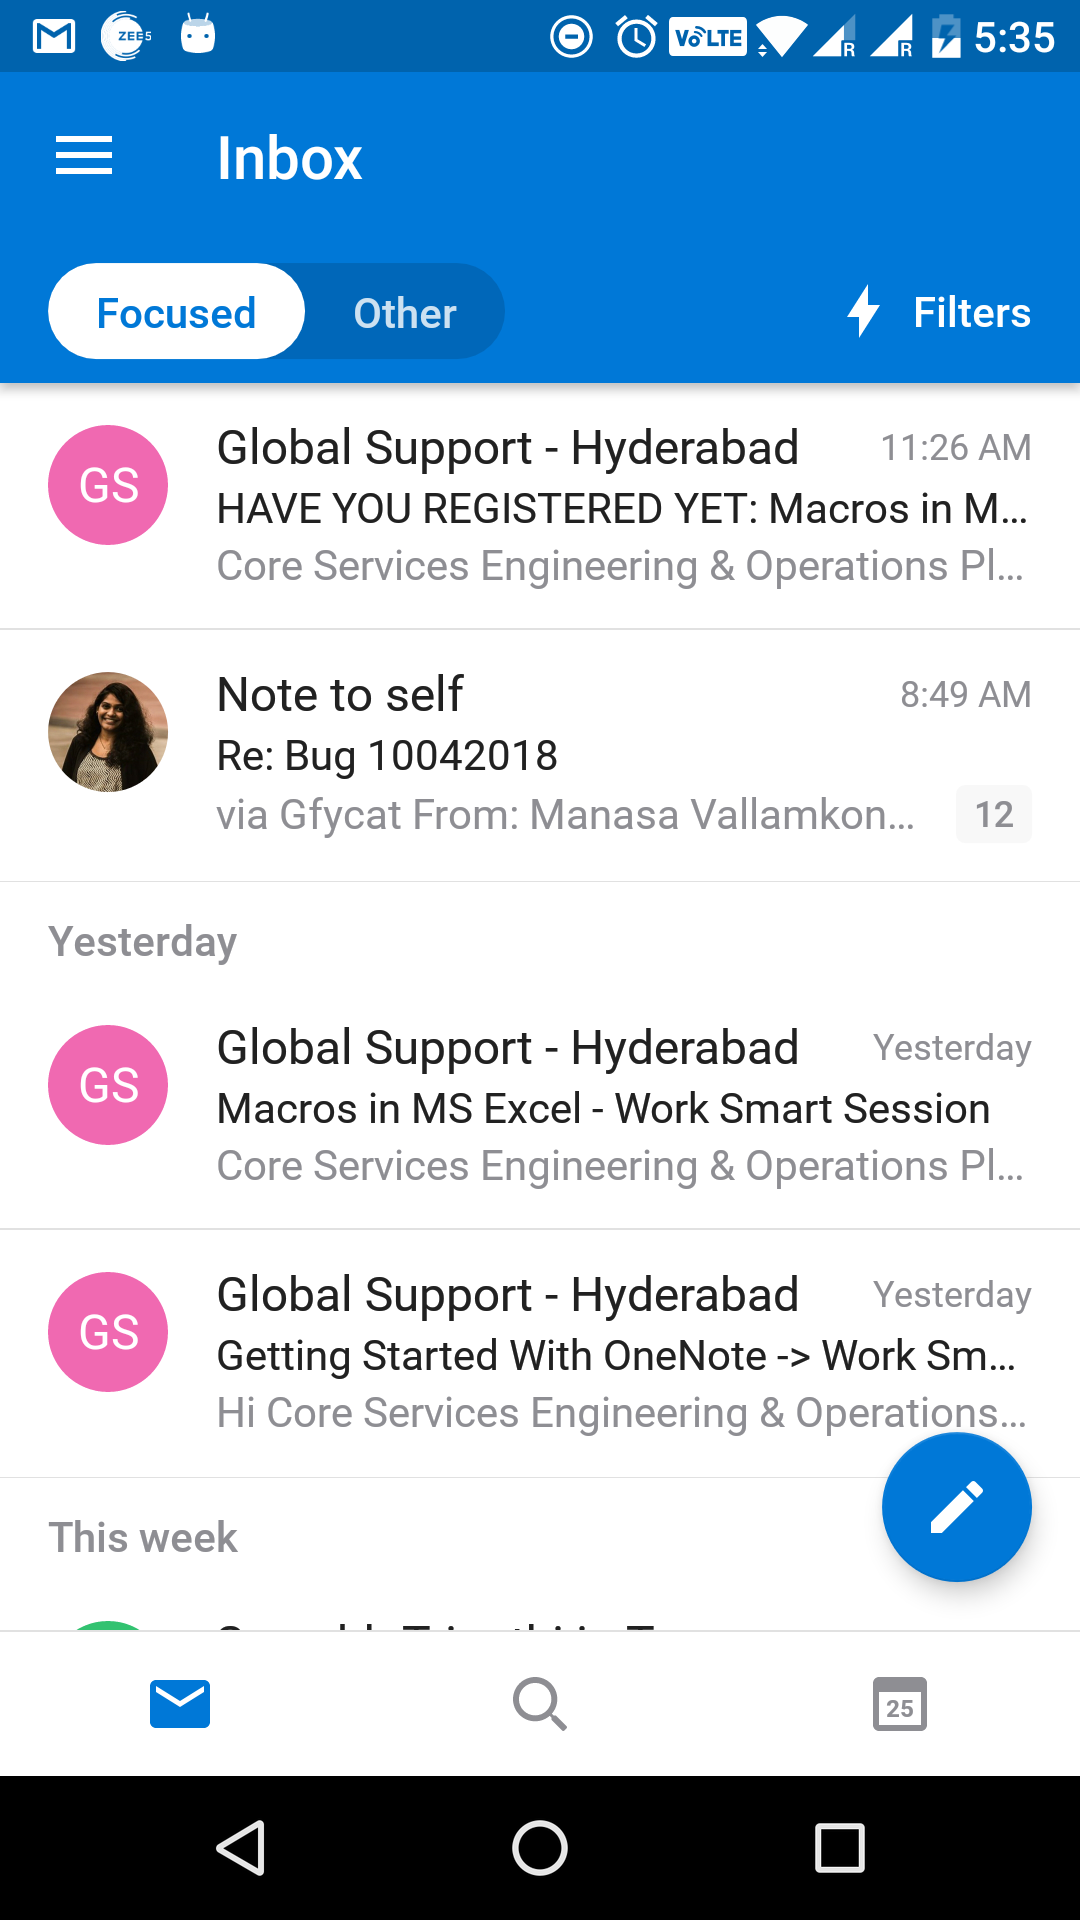 ZEE5 VoLTE R R 5:35
Inbox
Focused Other Filters
GS Global Support - Hyderabad 11:26 AM
HAVE YOU REGISTERED YET: Macros in M...
Core Services Engineering & Operations Pl...
Note to self 8:49 AM
Re: Bug 10042018
via Gfycat From: Manasa Vallamkon... 12
Yesterday
GS Global Support - Hyderabad Yesterday
Macros in MS Excel - Work Smart Session
Core Services Engineering & Operations Pl...
GS Global Support - Hyderabad Yesterday
Getting Started With OneNote -> Work Sm...
Hi Core Services Engineering & Operations...
This week
25